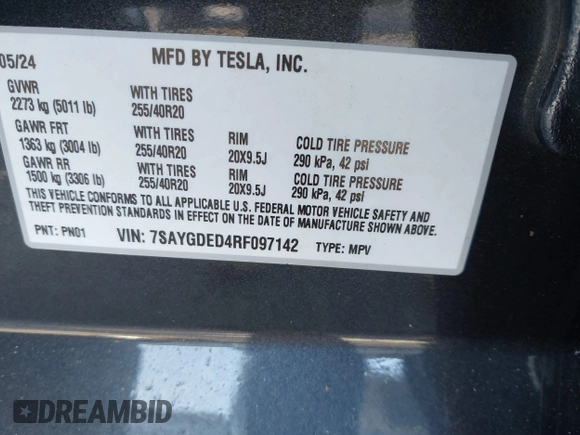 05/24 MFD BY TESLA, INC.
GVWR WITH TIRES
2273 kg (5011 lb) 255/40R20
GAWR FRT WITH TIRES RIM COLD TIRE PRESSURE
1363 kg (3004 lb) 255/40R20 20X9.5J 290 kPa, 42 psi
GAWR RR WITH TIRES RIM COLD TIRE PRESSURE
1500 kg (3306 lb) 255/40R20 20X9.5J 290 kPa, 42 psi
THIS VEHICLE CONFORMS TO ALL APPLICABLE U.S. FEDERAL MOTOR VEHICLE SAFETY AND
THEFT PREVENTION STANDARDS IN EFFECT ON THE DATE OF MANUFACTURE SHOWN ABOVE.
PNT: PN01 VIN: 7SAYGDED4RF097142 TYPE: MPV
DREAMBID